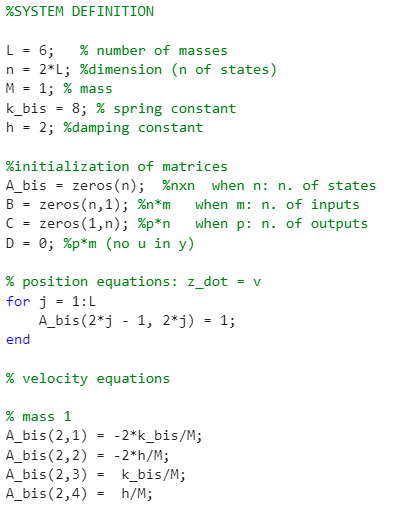 %SYSTEM DEFINITION
L = 6;   % number of masses
n = 2*L; %dimension (n of states)
M = 1; % mass
k_bis = 8; % spring constant
h = 2; %damping constant
%initialization of matrices
A_bis = zeros(n);  %nxn  when n: n. of states
B = zeros(n,1); %n*m   when m: n. of inputs
C = zeros(1,n); %p*n   when p: n. of outputs
D = 0; %p*m (no u in y)
% position equations: z_dot = v
for j = 1:L
    A_bis(2*j - 1, 2*j) = 1;
end
% velocity equations
% mass 1
A_bis(2,1) = -2*k_bis/M;
A_bis(2,2) = -2*h/M;
A_bis(2,3) =  k_bis/M;
A_bis(2,4) =  h/M;